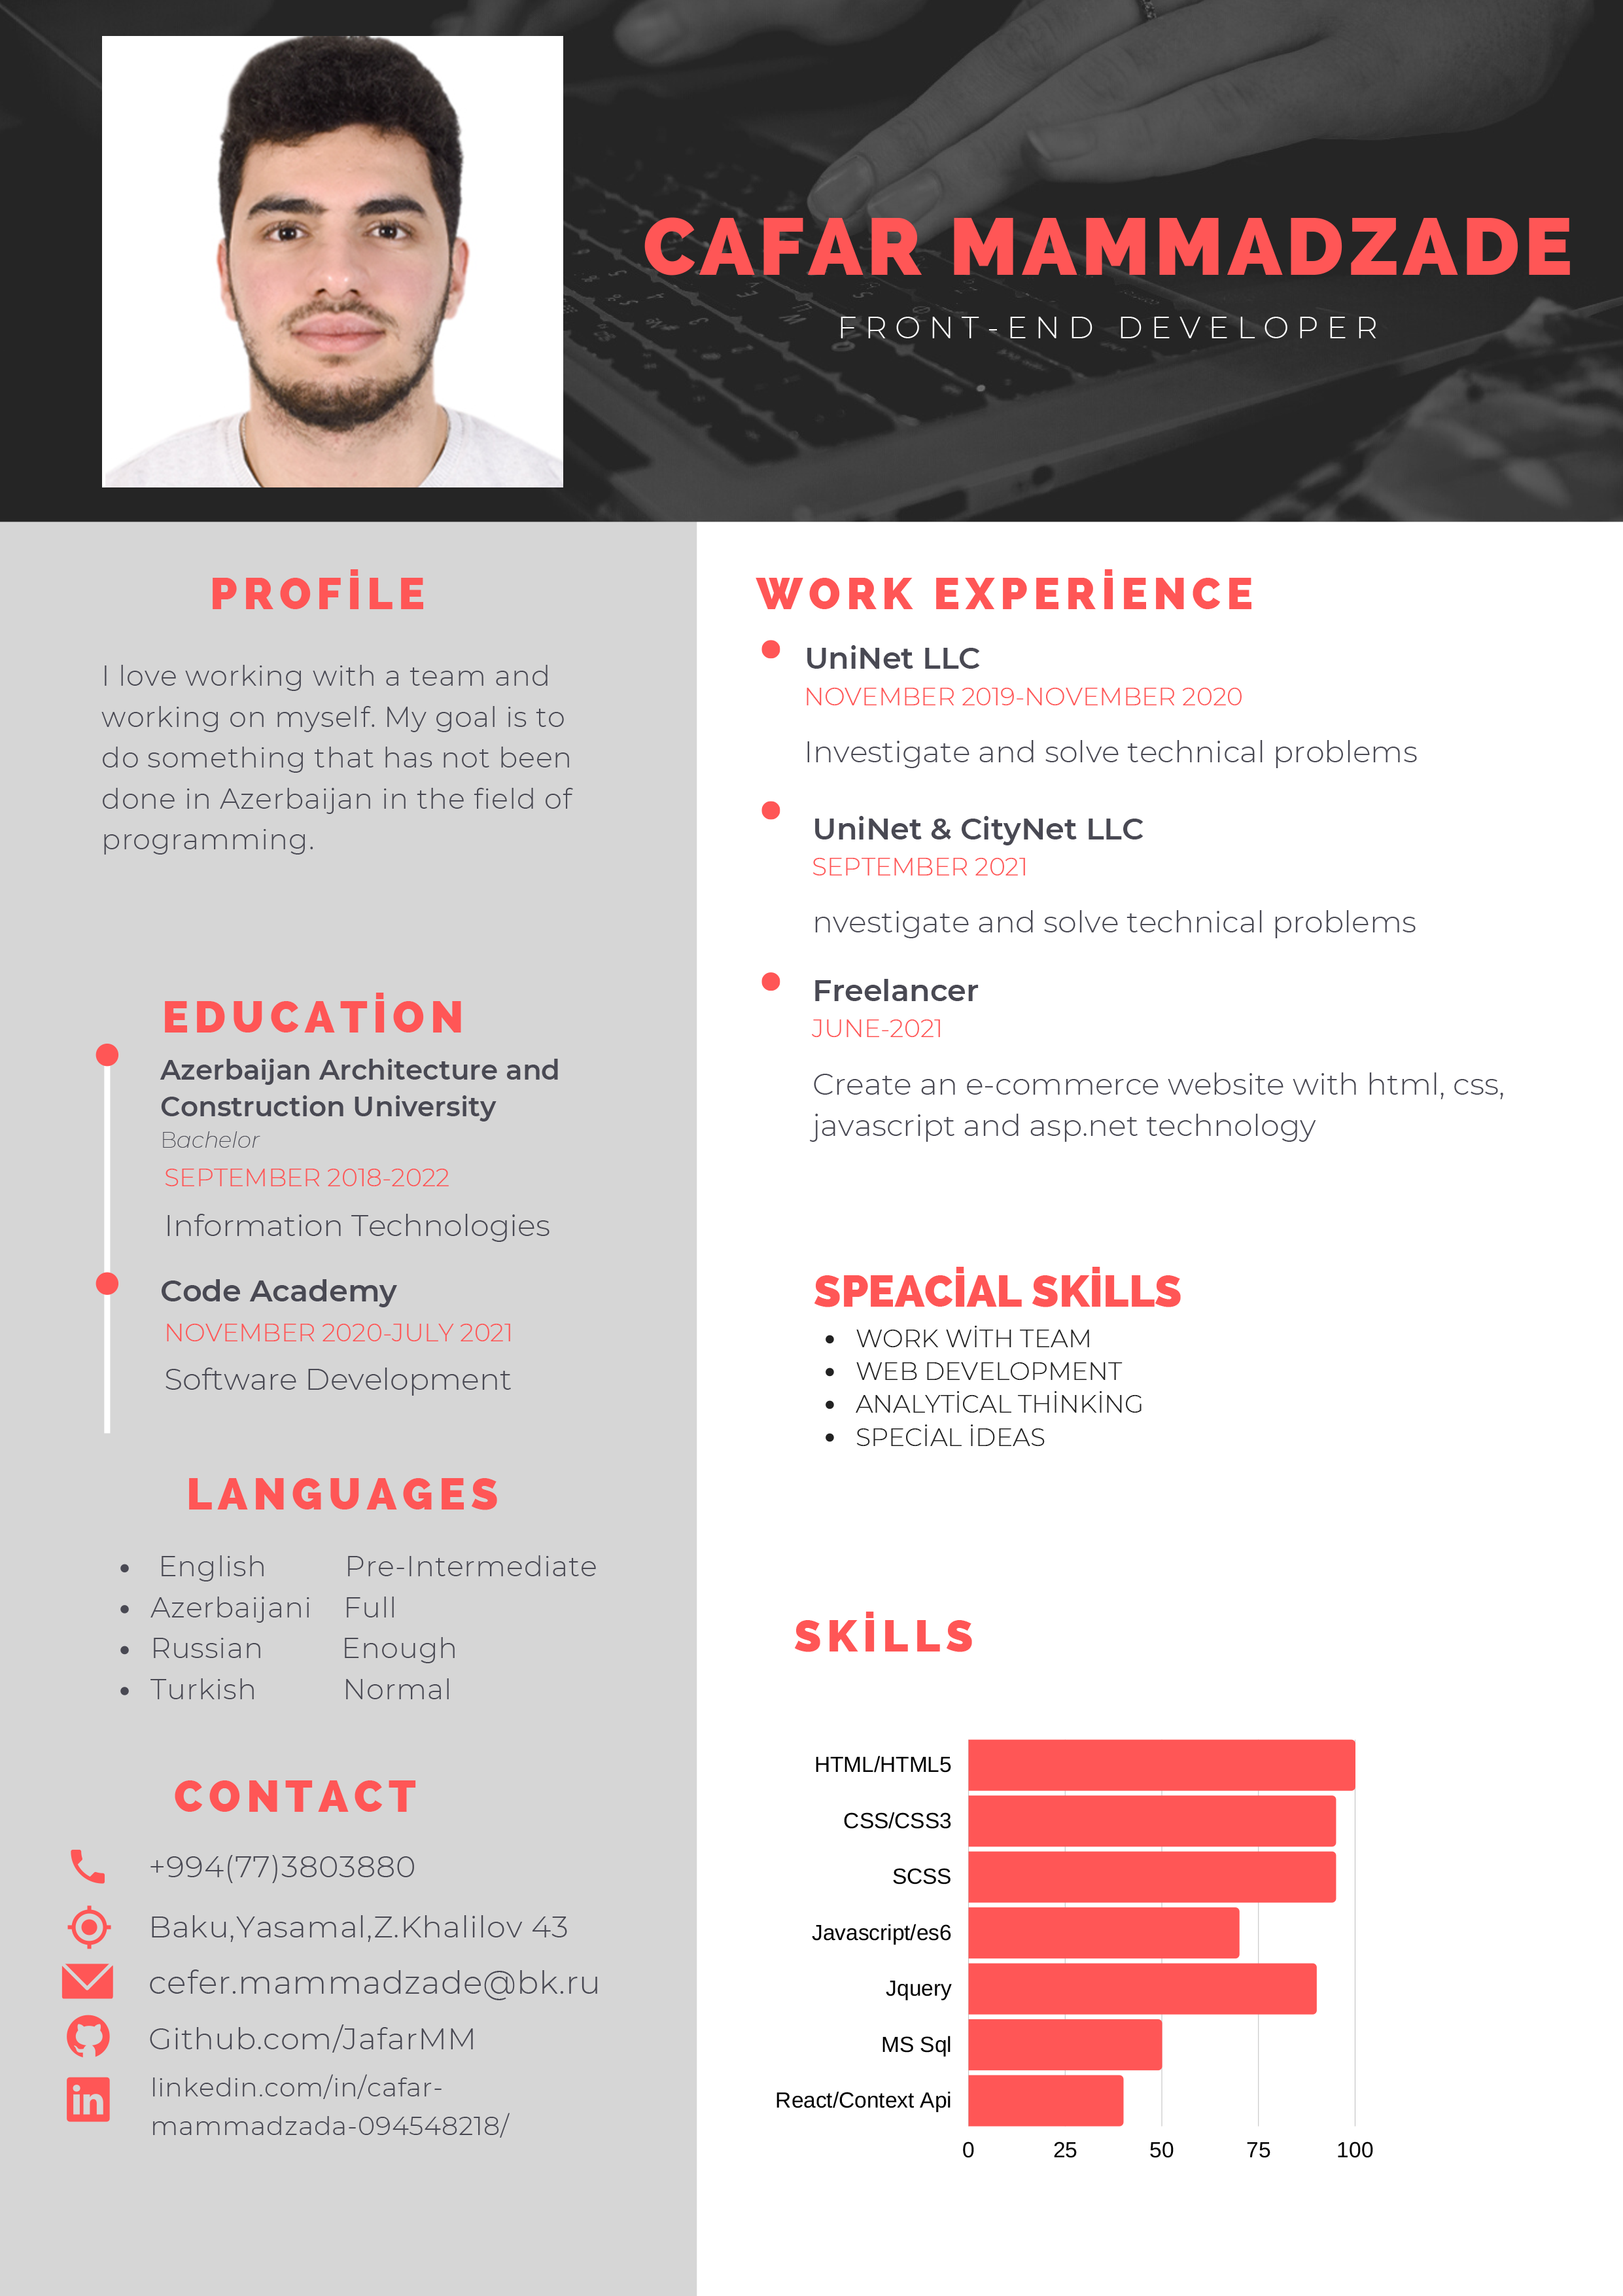 CAFAR MAMMADZADE
FRONT-END DEVELOPER
PROFİLE
I love working with a team and
working on myself. My goal is to
do something that has not been
done in Azerbaijan in the field of
programming.
EDUCATİON
Azerbaijan Architecture and
Construction University
Bachelor
SEPTEMBER 2018-2022
Information Technologies
Code Academy
NOVEMBER 2020-JULY 2021
Software Development
LANGUAGES
• English Pre-Intermediate
• Azerbaijani Full
• Russian Enough
• Turkish Normal
CONTACT
+994(77)3803880
Baku,Yasamal,Z.Khalilov 43
cefer.mammadzade@bk.ru
Github.com/JafarMM
in
linkedin.com/in/cafar-
mammadzada-094548218/
WORK EXPERİENCE
UniNet LLC
NOVEMBER 2019-NOVEMBER 2020
Investigate and solve technical problems
UniNet & CityNet LLC
SEPTEMBER 2021
nvestigate and solve technical problems
Freelancer
JUNE-2021
Create an e-commerce website with html, css,
javascript and asp.net technology
SPEACİAL SKİLLS
• WORK WİTH TEAM
• WEB DEVELOPMENT
• ANALYTİCAL THİNKİNG
• SPECİAL İDEAS
SKİLLS
HTML/HTML5
CSS/CSS3
SCSS
Javascript/es6
Jquery
MS Sql
React/Context Api
0 25 50 75 100